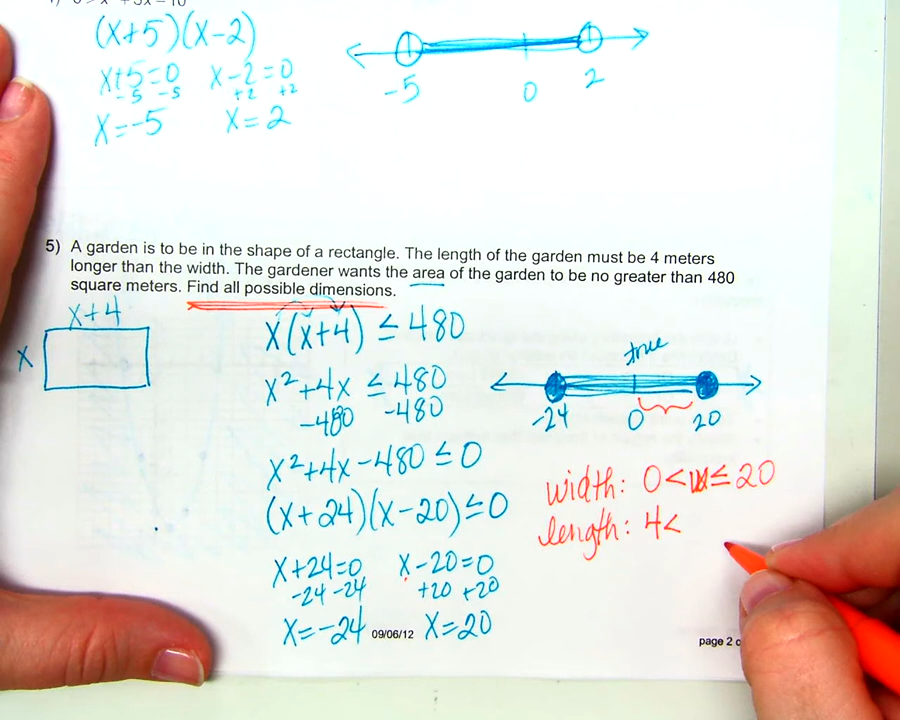 (x+5)(x-2)
x+5=0 x-2=0
-5 -5 +2 +2
x=-5 x=2
-5 0 2
5) A garden is to be in the shape of a rectangle. The length of the garden must be 4 meters
longer than the width. The gardener wants the area of the garden to be no greater than 480
square meters. Find all possible dimensions.
x+4
x
x(x+4) ≤ 480
x²+4x ≤ 480
-480 -480
x²+4x-480 ≤ 0
(x+24)(x-20) ≤ 0
x+24=0 x-20=0
-24 -24 +20 +20
x=-24 x=20
true
-24 0 20
width: 0<w≤20
length: 4<
09/06/12
page 2